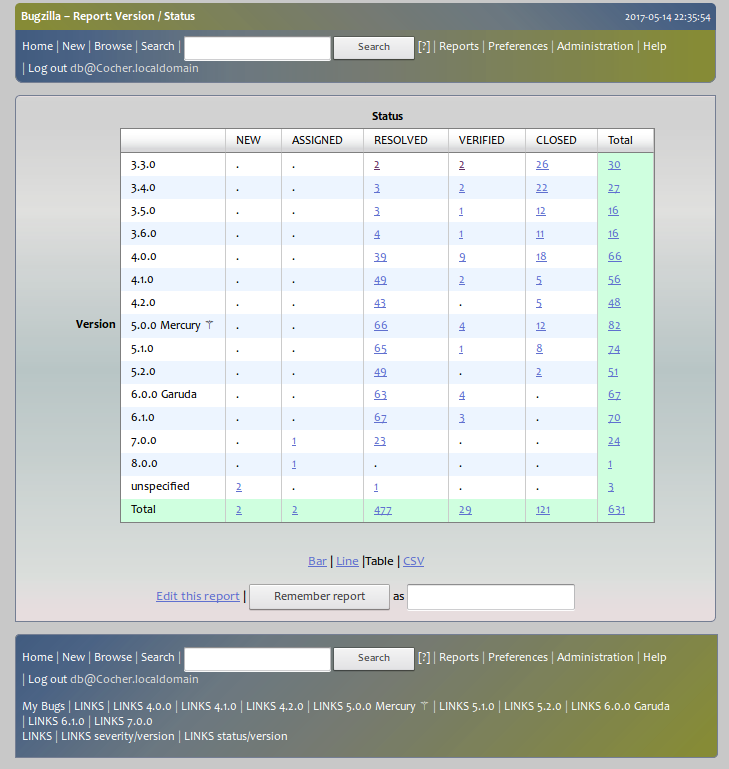 Bugzilla – Report: Version / Status 2017-05-14 22:35:54
Home | New | Browse | Search | Search [?] | Reports | Preferences | Administration | Help
| Log out db@Cocher.localdomain
Status
NEW ASSIGNED RESOLVED VERIFIED CLOSED Total
3.3.0 . . 2 2 26 30
3.4.0 . . 3 2 22 27
3.5.0 . . 3 1 12 16
3.6.0 . . 4 1 11 16
4.0.0 . . 39 9 18 66
4.1.0 . . 49 2 5 56
4.2.0 . . 43 . 5 48
Version 5.0.0 Mercury ⚚ . . 66 4 12 82
5.1.0 . . 65 1 8 74
5.2.0 . . 49 . 2 51
6.0.0 Garuda . . 63 4 . 67
6.1.0 . . 67 3 . 70
7.0.0 . 1 23 . . 24
8.0.0 . 1 . . . 1
unspecified 2 . 1 . . 3
Total 2 2 477 29 121 631
Bar | Line |Table | CSV
Edit this report | Remember report as
Home | New | Browse | Search | Search [?] | Reports | Preferences | Administration | Help
| Log out db@Cocher.localdomain
My Bugs | LINKS | LINKS 4.0.0 | LINKS 4.1.0 | LINKS 4.2.0 | LINKS 5.0.0 Mercury ⚚ | LINKS 5.1.0 | LINKS 5.2.0 | LINKS 6.0.0 Garuda
| LINKS 6.1.0 | LINKS 7.0.0
LINKS | LINKS severity/version | LINKS status/version